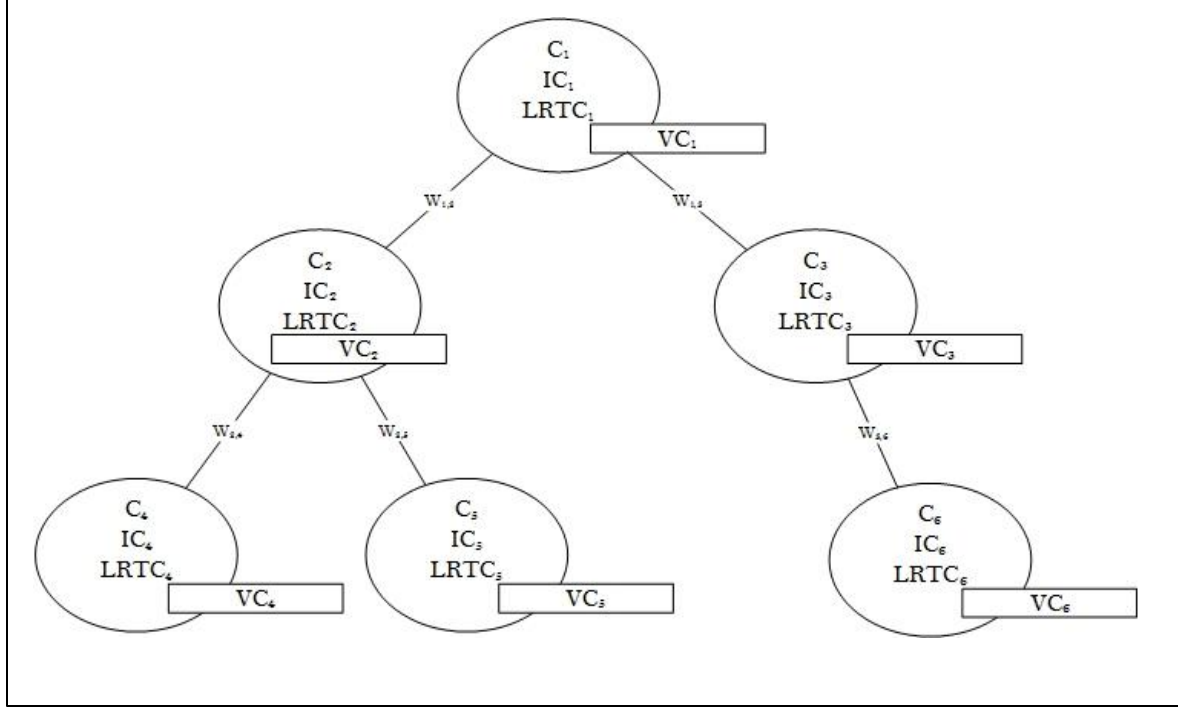 C₁
IC₁
LRTC₁
VC₁
W₁,₂
W₁,₃
C₂
IC₂
LRTC₂
VC₂
C₃
IC₃
LRTC₃
VC₃
W₂,₄
W₂,₅
W₃,₆
C₄
IC₄
LRTC₄
VC₄
C₅
IC₅
LRTC₅
VC₅
C₆
IC₆
LRTC₆
VC₆